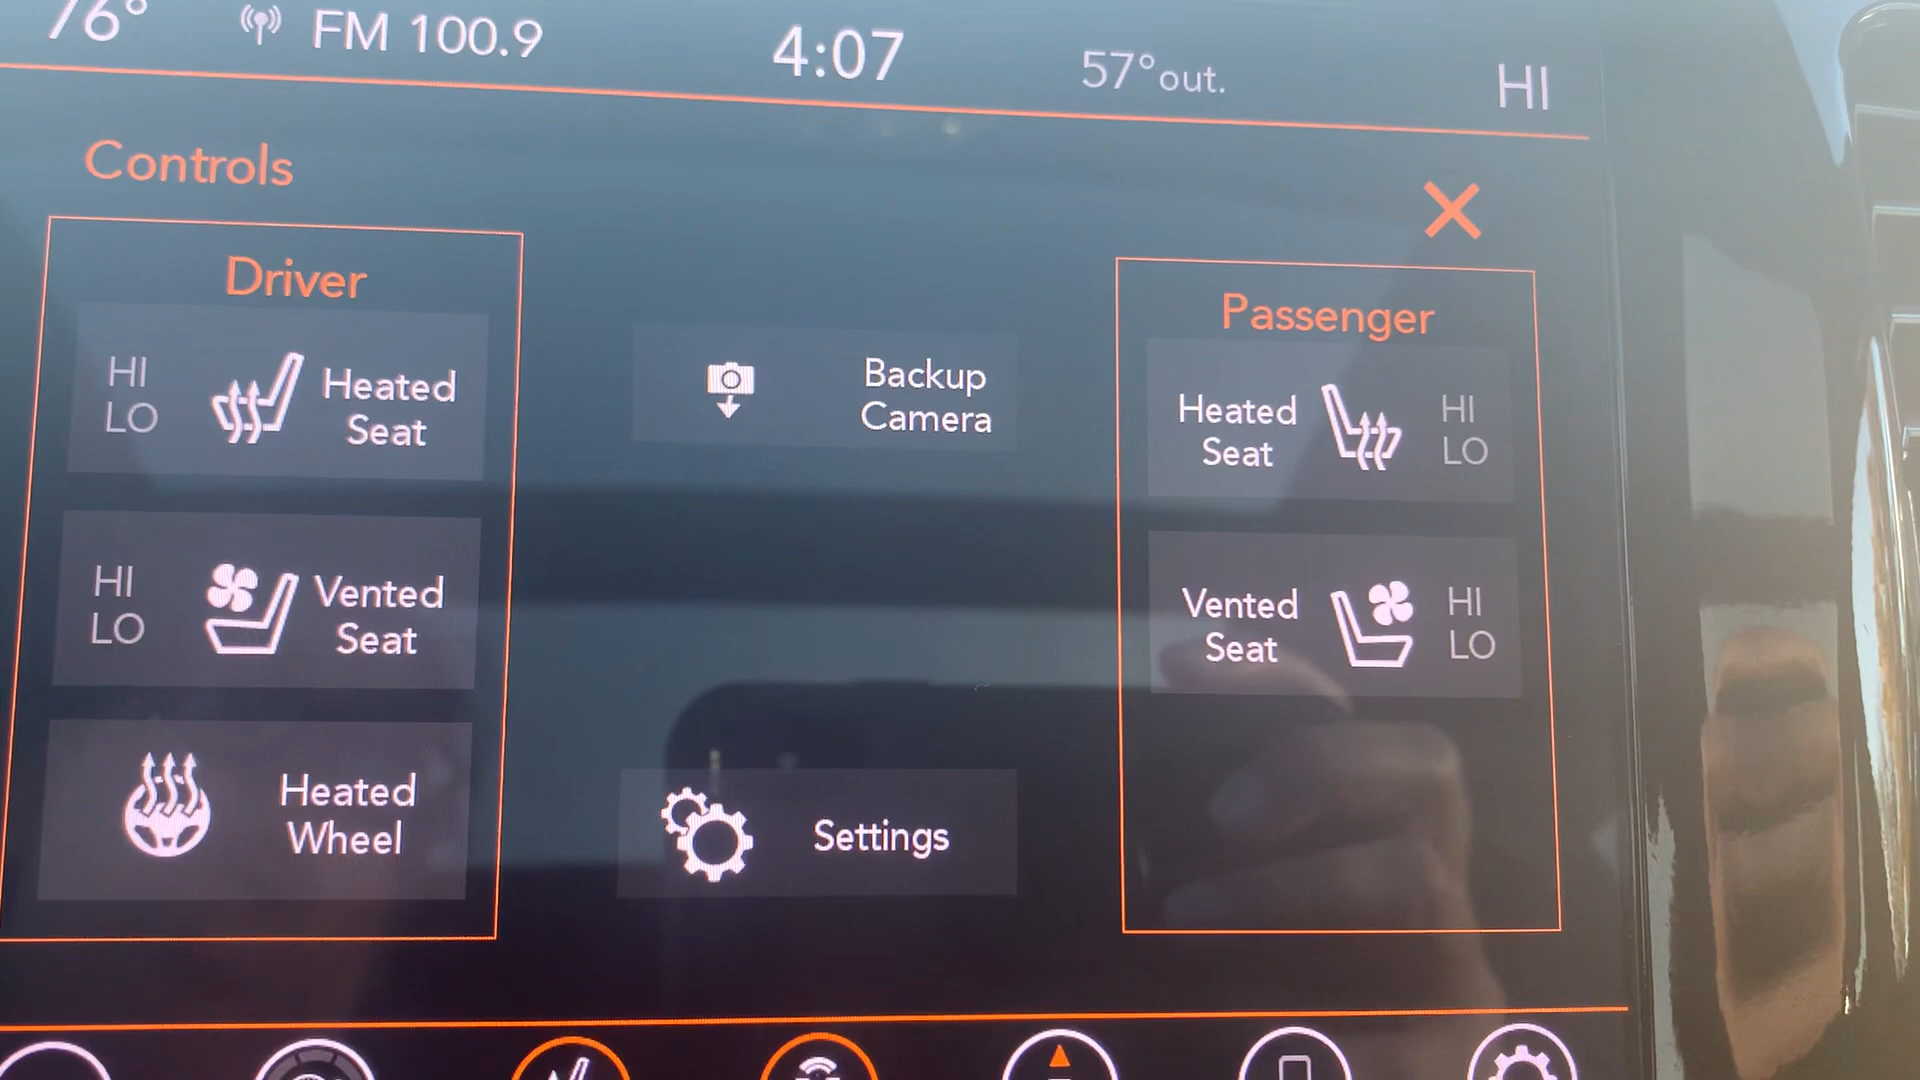 76° FM 100.9 4:07 57° out. HI
Controls
Driver
HI
LO
Heated
Seat
HI
LO
Vented
Seat
Heated
Wheel
Backup
Camera
Settings
Passenger
Heated
Seat
HI
LO
Vented
Seat
HI
LO